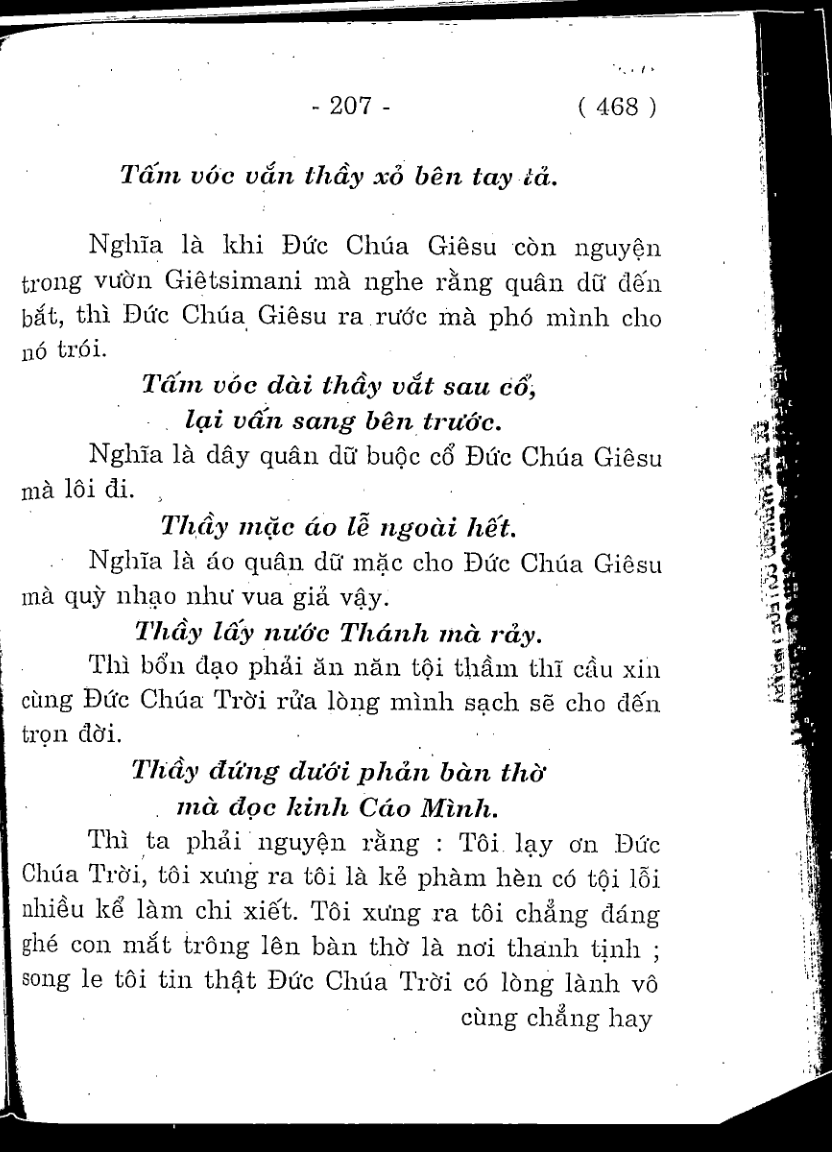 - 207 - ( 468 )
Tấm vóc vắn thầy xỏ bên tay tả.
Nghĩa là khi Đức Chúa Giêsu còn nguyện
trong vườn Giêtsimani mà nghe rằng quân dữ đến
bắt, thì Đức Chúa Giêsu ra rước mà phó mình cho
nó trói.
Tấm vóc dài thầy vắt sau cổ,
lại vấn sang bên trước.
Nghĩa là dây quân dữ buộc cổ Đức Chúa Giêsu
mà lôi đi.
Thầy mặc áo lễ ngoài hết.
Nghĩa là áo quân dữ mặc cho Đức Chúa Giêsu
mà quỳ nhạo như vua giả vậy.
Thầy lấy nước Thánh mà rảy.
Thì bổn đạo phải ăn năn tội thầm thĩ cầu xin
cùng Đức Chúa Trời rửa lòng mình sạch sẽ cho đến
trọn đời.
Thầy đứng dưới phản bàn thờ
mà đọc kinh Cáo Mình.
Thì ta phải nguyện rằng : Tôi lạy ơn Đức
Chúa Trời, tôi xưng ra tôi là kẻ phàm hèn có tội lỗi
nhiều kể làm chi xiết. Tôi xưng ra tôi chẳng đáng
ghé con mắt trông lên bàn thờ là nơi thanh tịnh ;
song le tôi tin thật Đức Chúa Trời có lòng lành vô
cùng chẳng hay